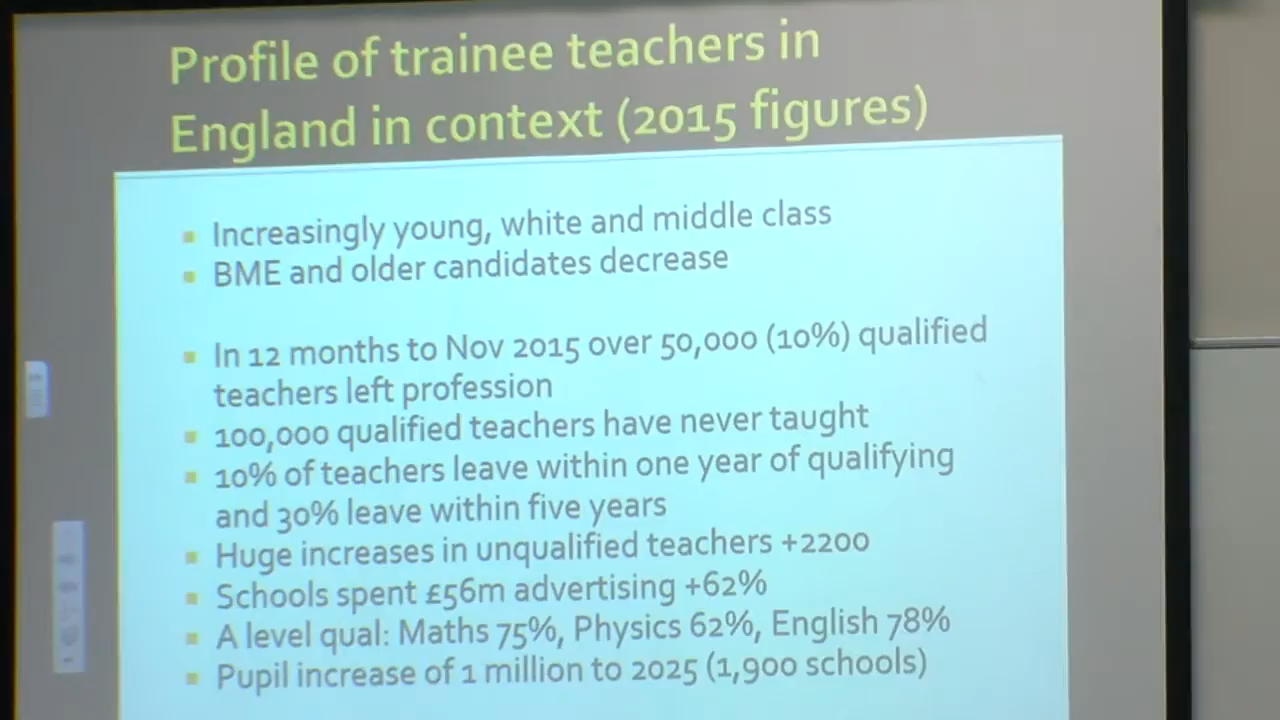 Profile of trainee teachers in
England in context (2015 figures)
Increasingly young, white and middle class
BME and older candidates decrease
In 12 months to Nov 2015 over 50,000 (10%) qualified
teachers left profession
100,000 qualified teachers have never taught
10% of teachers leave within one year of qualifying
and 30% leave within five years
Huge increases in unqualified teachers +2200
Schools spent £56m advertising +62%
A level qual: Maths 75%, Physics 62%, English 78%
Pupil increase of 1 million to 2025 (1,900 schools)